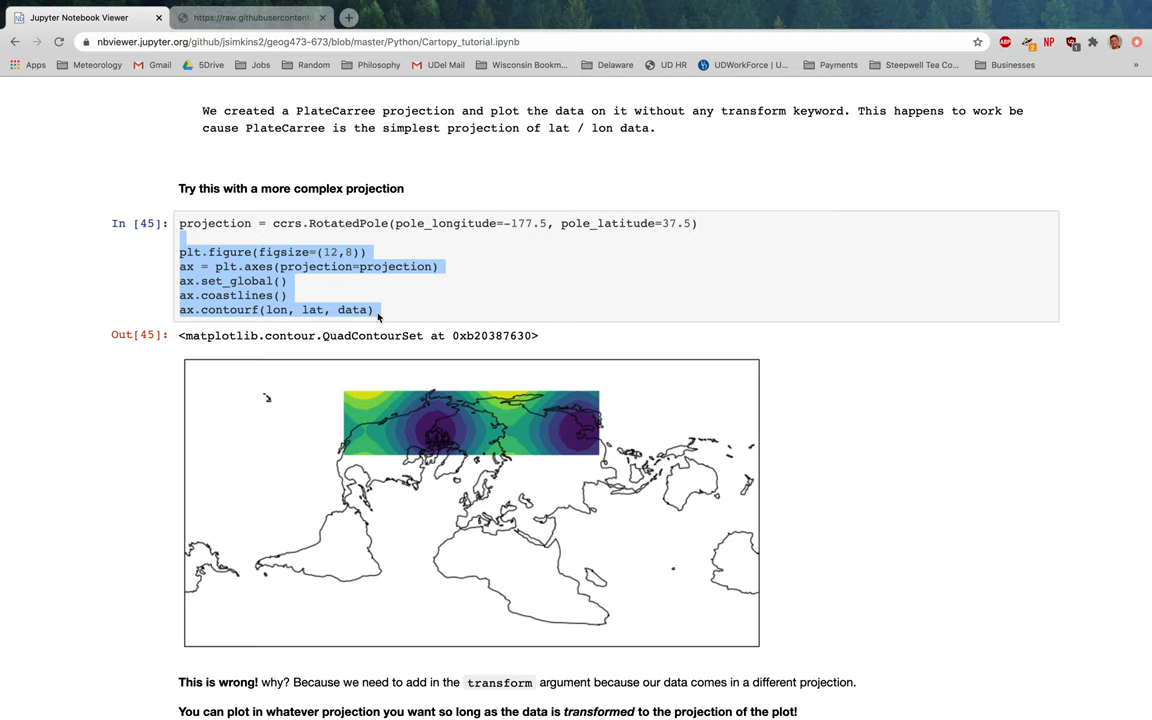 Jupyter Notebook Viewer
https://raw.githubusercontent
nbviewer.jupyter.org/github/jsimkins2/geog473-673/blob/master/Python/Cartopy_tutorial.ipynb
ABP
2
NP
1
Apps
Meteorology
Gmail
5Drive
Jobs
Random
Philosophy
UDel Mail
Wisconsin Bookm...
Delaware
UD HR
UDWorkForce | U...
Payments
Steepwell Tea Co...
Businesses
»
We created a PlateCarree projection and plot the data on it without any transform keyword. This happens to work be
cause PlateCarree is the simplest projection of lat / lon data.
Try this with a more complex projection
In [45]:
projection = ccrs.RotatedPole(pole_longitude=-177.5, pole_latitude=37.5)
plt.figure(figsize=(12,8))
ax = plt.axes(projection=projection)
ax.set_global()
ax.coastlines()
ax.contourf(lon, lat, data)
Out[45]:
<matplotlib.contour.QuadContourSet at 0xb20387630>
This is wrong! why? Because we need to add in the transform argument because our data comes in a different projection.
You can plot in whatever projection you want so long as the data is transformed to the projection of the plot!